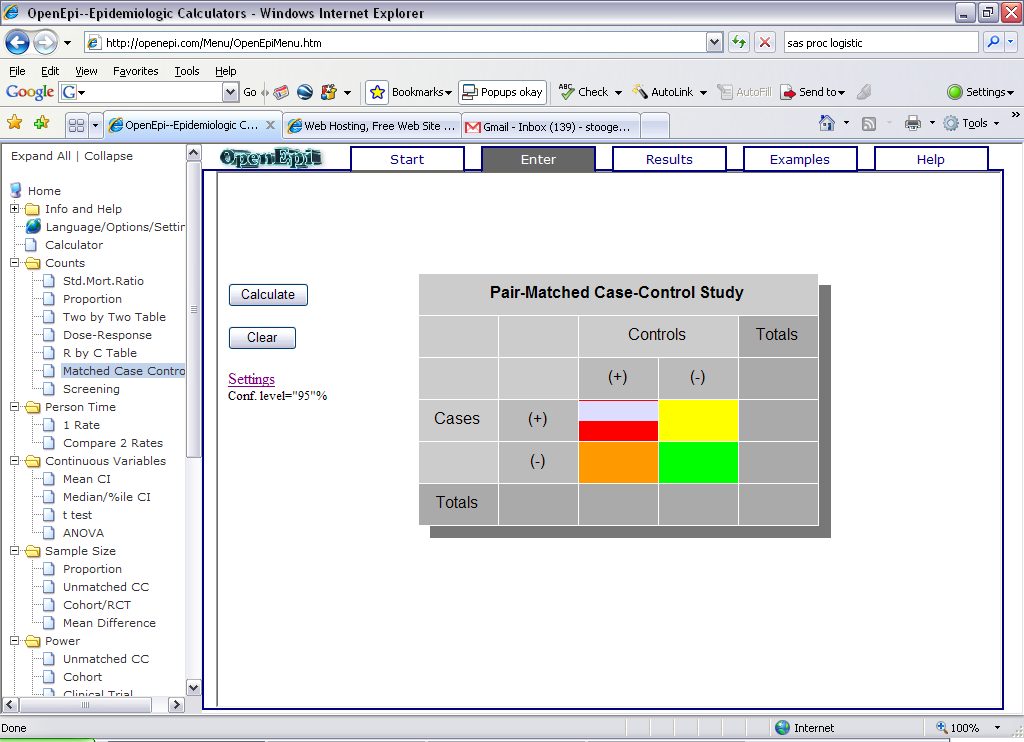 OpenEpi--Epidemiologic Calculators - Windows Internet Explorer
http://openepi.com/Menu/OpenEpiMenu.htm
sas proc logistic
File Edit View Favorites Tools Help
Google G Go Bookmarks Popups okay ABC Check AutoLink AutoFill Send to Settings
OpenEpi--Epidemiologic C... Web Hosting, Free Web Site ... Gmail - Inbox (139) - stooge... Tools »
Expand All | Collapse
OpenEpi Start Enter Results Examples Help
Home
Info and Help
Language/Options/Settin
Calculator
Counts
Std.Mort.Ratio
Proportion
Two by Two Table
Dose-Response
R by C Table
Matched Case Contro
Screening
Person Time
1 Rate
Compare 2 Rates
Continuous Variables
Mean CI
Median/%ile CI
t test
ANOVA
Sample Size
Proportion
Unmatched CC
Cohort/RCT
Mean Difference
Power
Unmatched CC
Cohort
Clinical Trial
Calculate
Clear
Settings
Conf. level="95"%
Pair-Matched Case-Control Study
Controls Totals
(+) (-)
Cases (+)
(-)
Totals
Done Internet 100%